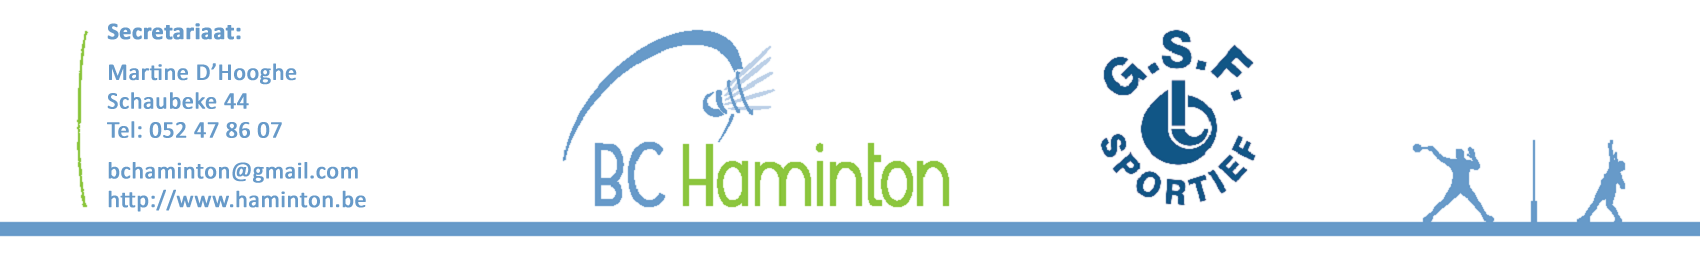 Secretariaat:
Martine D'Hooghe
Schaubeke 44
Tel: 052 47 86 07
bchaminton@gmail.com
http://www.haminton.be
BC Haminton
G.S.F.
SPORTIEF